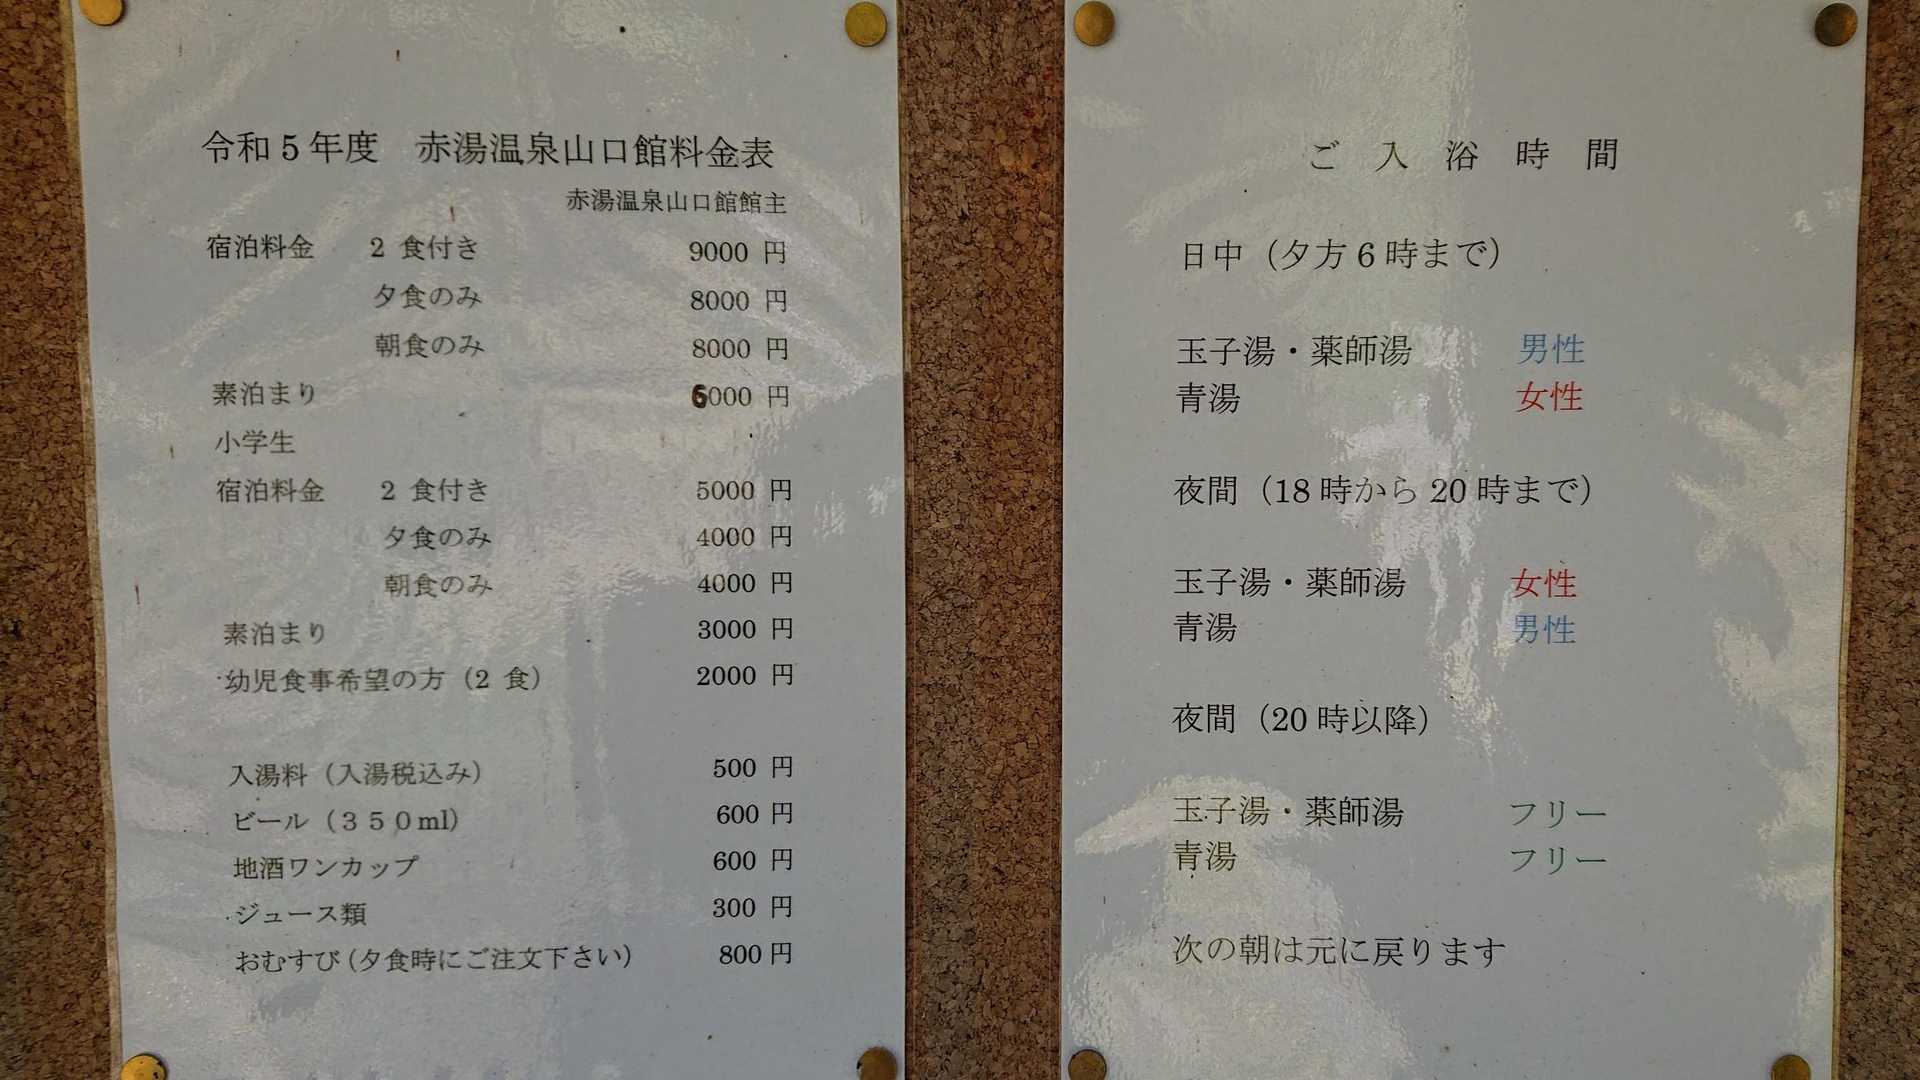 令和5年度　赤湯温泉山口館料金表
赤湯温泉山口館館主
宿泊料金　2 食付き　9000 円
夕食のみ　8000 円
朝食のみ　8000 円
素泊まり　6000 円
小学生
宿泊料金　2 食付き　5000 円
夕食のみ　4000 円
朝食のみ　4000 円
素泊まり　3000 円
幼児食事希望の方（2 食）　2000 円
入湯料（入湯税込み）　500 円
ビール（３５０ml）　600 円
地酒ワンカップ　600 円
ジュース類　300 円
おむすび（夕食時にご注文下さい）　800 円
ご 入 浴 時 間
日中（夕方6時まで）
玉子湯・薬師湯　男性
青湯　女性
夜間（18時から20時まで）
玉子湯・薬師湯　女性
青湯　男性
夜間（20時以降）
玉子湯・薬師湯　フリー
青湯　フリー
次の朝は元に戻ります